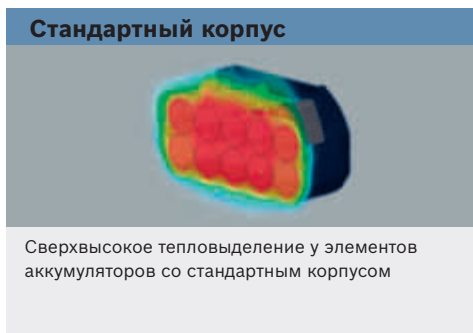 Стандартный корпус
Сверхвысокое тепловыделение у элементов
аккумуляторов со стандартным корпусом